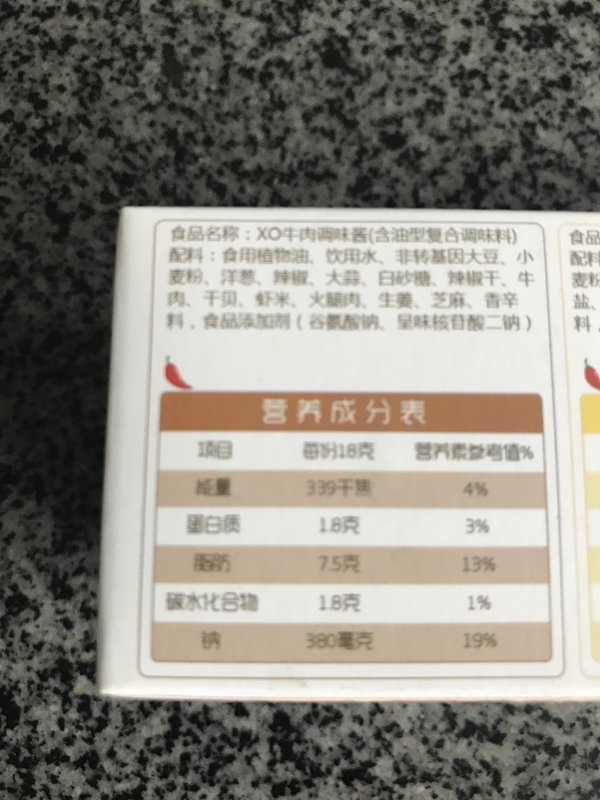 食品名称：XO牛肉调味酱(含油型复合调味料)
配料：食用植物油、饮用水、非转基因大豆、小
麦粉、洋葱、辣椒、大蒜、白砂糖、辣椒干、牛
肉、干贝、虾米、火腿肉、生姜、芝麻、香辛
料，食品添加剂（谷氨酸钠、呈味核苷酸二钠）
营养成分表
项目 每份18克 营养素参考值%
能量 339千焦 4%
蛋白质 1.8克 3%
脂肪 7.5克 13%
碳水化合物 1.8克 1%
钠 380毫克 19%
食品
配料
麦粉
盐、
料，